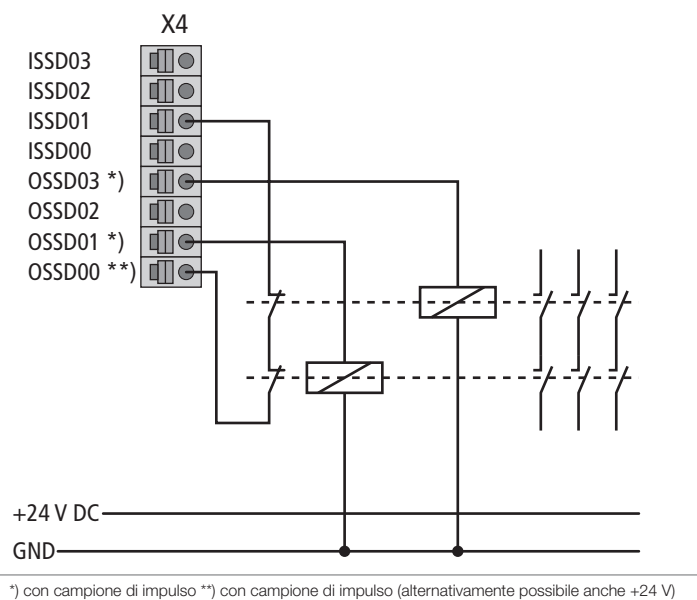 X4
ISSD03
ISSD02
ISSD01
ISSD00
OSSD03 *)
OSSD02
OSSD01 *)
OSSD00 **)
+24 V DC
GND
*) con campione di impulso **) con campione di impulso (alternativamente possibile anche +24 V)